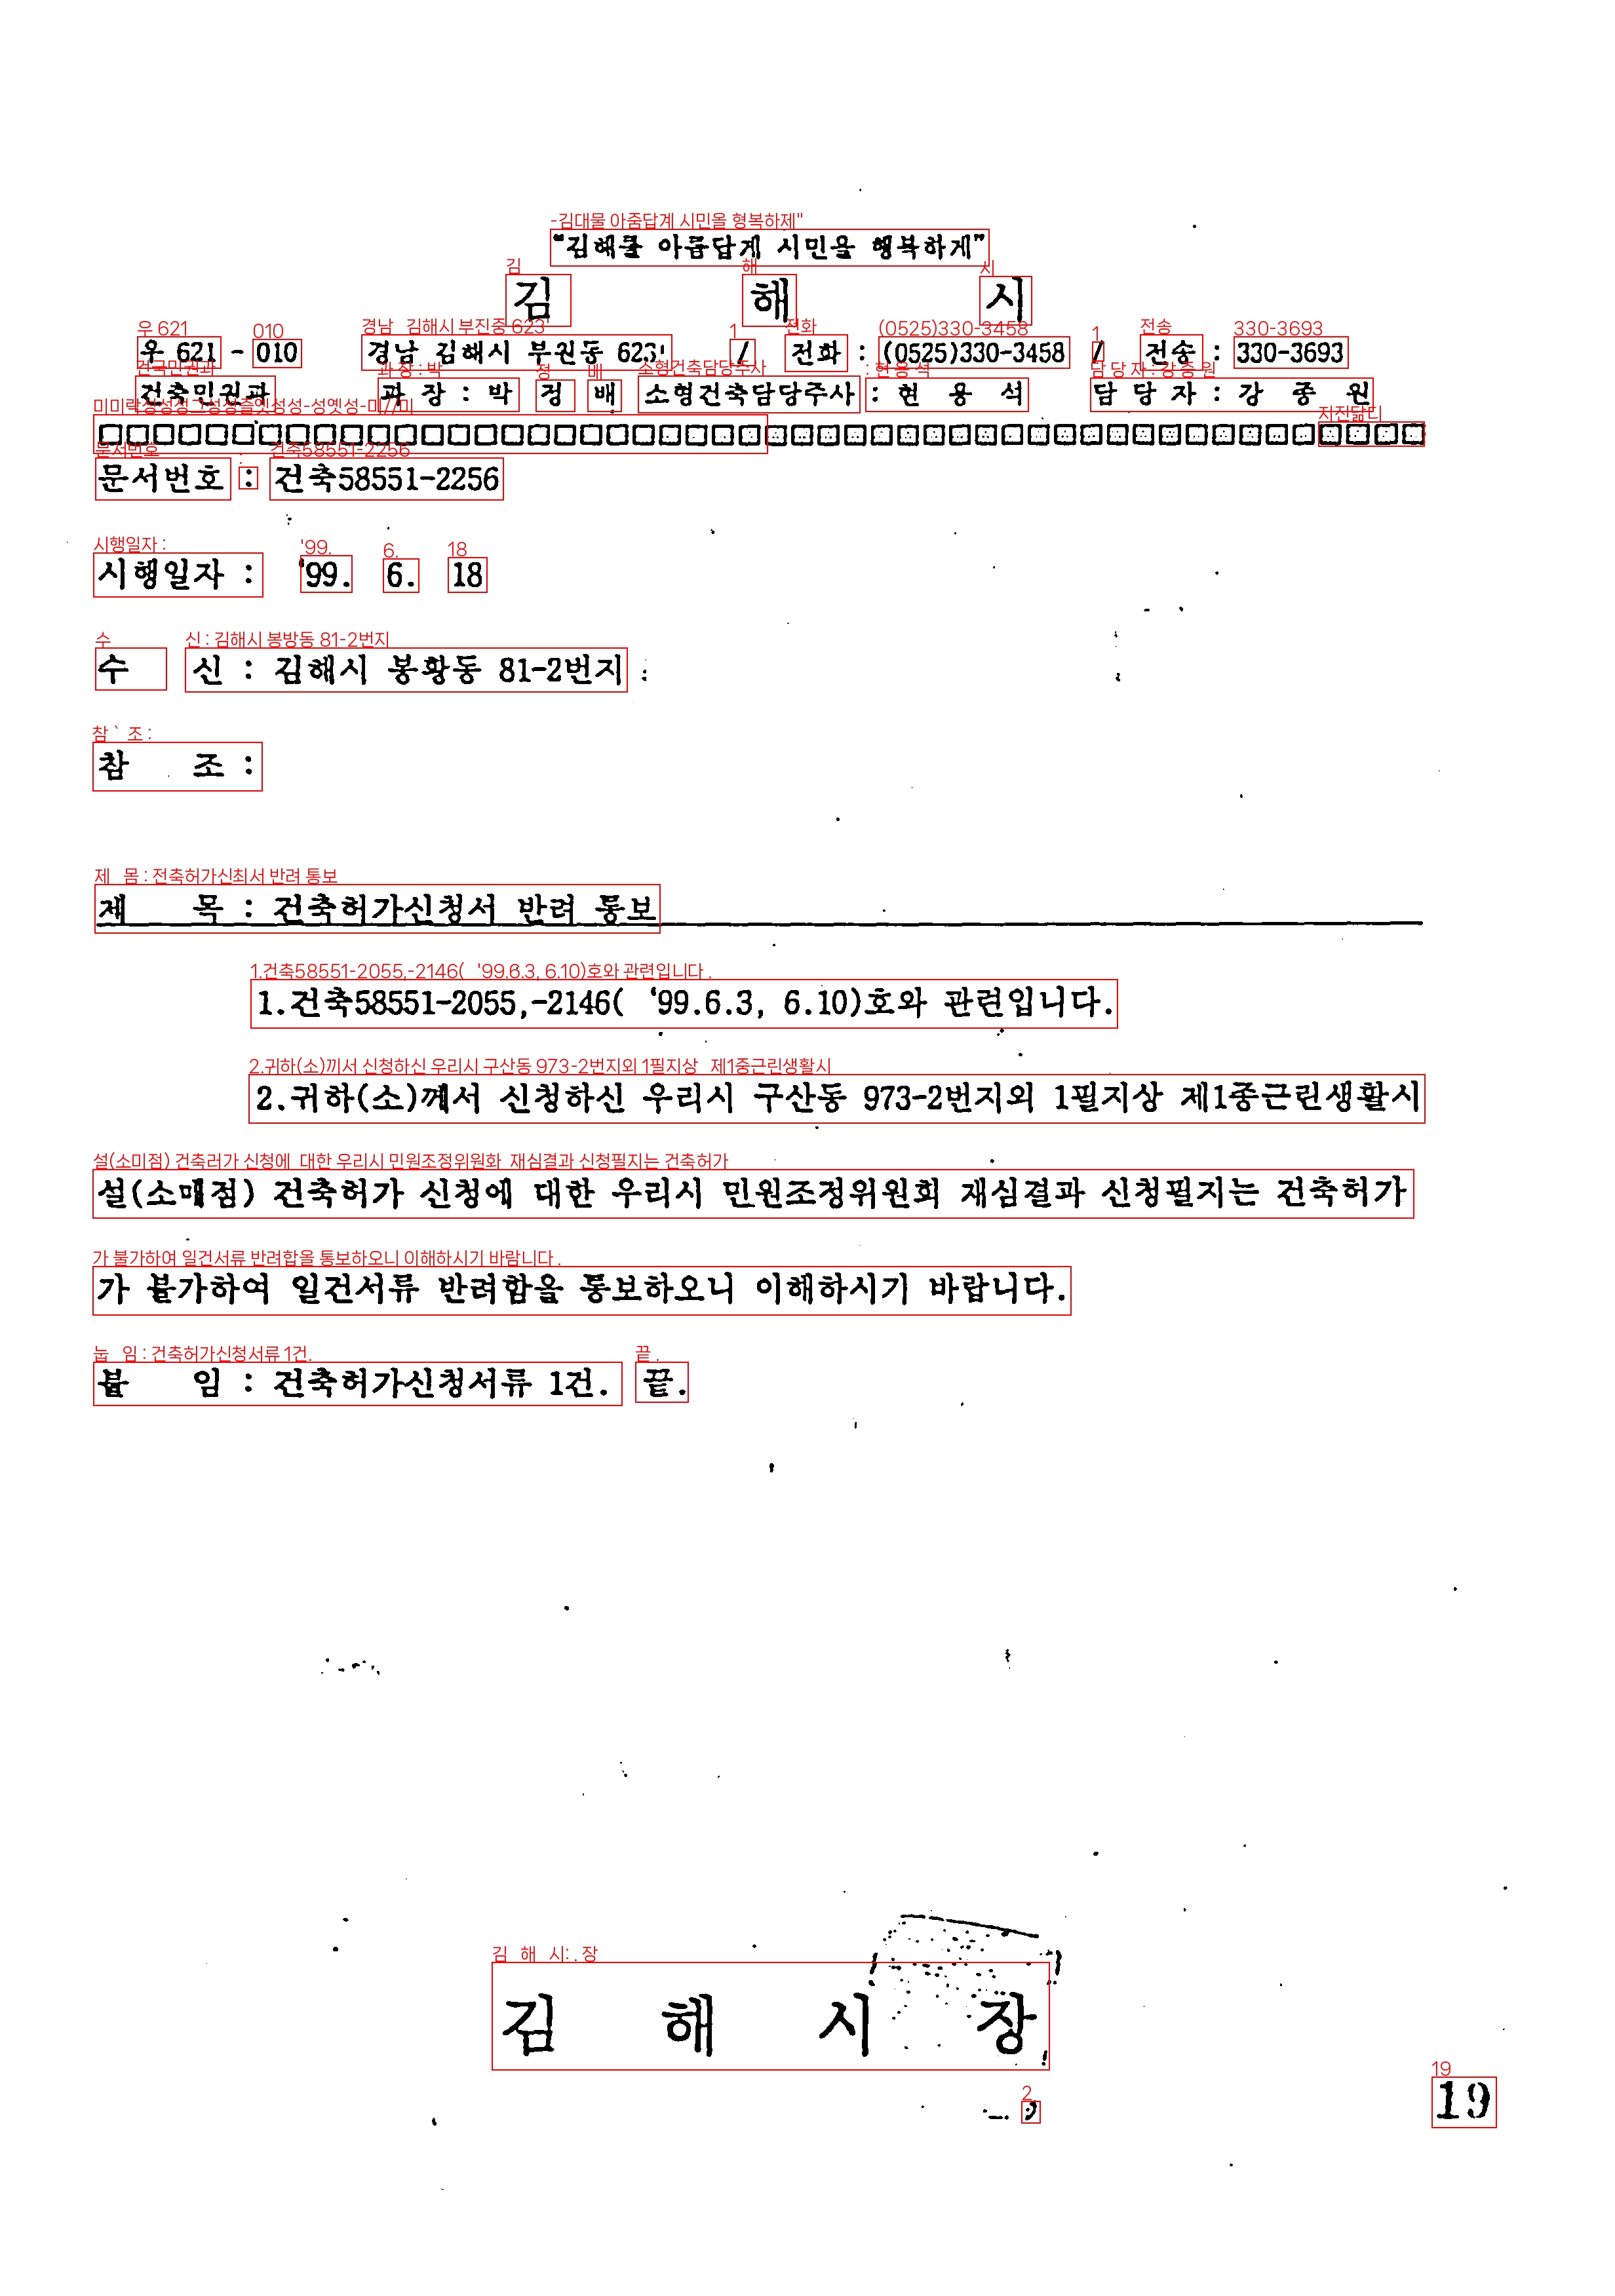 “김해를 아름답게 시민을 행복하게”
김 해 시
우 621 - 010 경남 김해시 부원동 623 / 전화 : (0525)330-3458 / 전송 : 330-3693
건축민원과 과 장 : 박 정 배 소형건축담당주사 : 현 용 석 담 당 자 : 강 종 원
문서번호 : 건축58551-2256
시행일자 : '99. 6. 18
수 신 : 김해시 봉황동 81-2번지
참 조 :
제 목 : 건축허가신청서 반려 통보
1.건축58551-2055,-2146( '99.6.3, 6.10)호와 관련입니다.
2.귀하(소)께서 신청하신 우리시 구산동 973-2번지외 1필지상 제1종근린생활시
설(소매점) 건축허가 신청에 대한 우리시 민원조정위원회 재심결과 신청필지는 건축허가
가 불가하여 일건서류 반려함을 통보하오니 이해하시기 바랍니다.
붙 임 : 건축허가신청서류 1건. 끝.
김 해 시 장
19